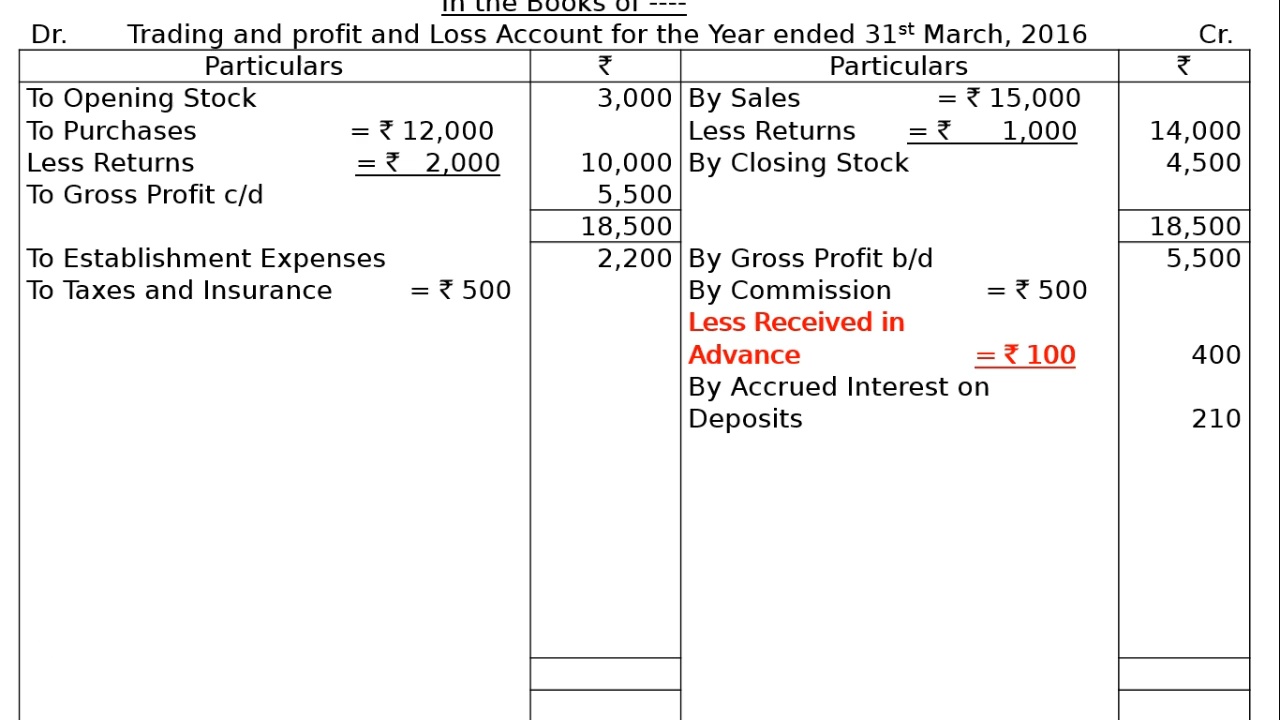 In the Books of ----
Dr. Trading and profit and Loss Account for the Year ended 31st March, 2016 Cr.
Particulars ₹ Particulars ₹
To Opening Stock 3,000 By Sales = ₹ 15,000
To Purchases = ₹ 12,000 Less Returns = ₹ 1,000 14,000
Less Returns = ₹ 2,000 10,000 By Closing Stock 4,500
To Gross Profit c/d 5,500
18,500 18,500
To Establishment Expenses 2,200 By Gross Profit b/d 5,500
To Taxes and Insurance = ₹ 500 By Commission = ₹ 500
Less Received in
Advance = ₹ 100 400
By Accrued Interest on
Deposits 210